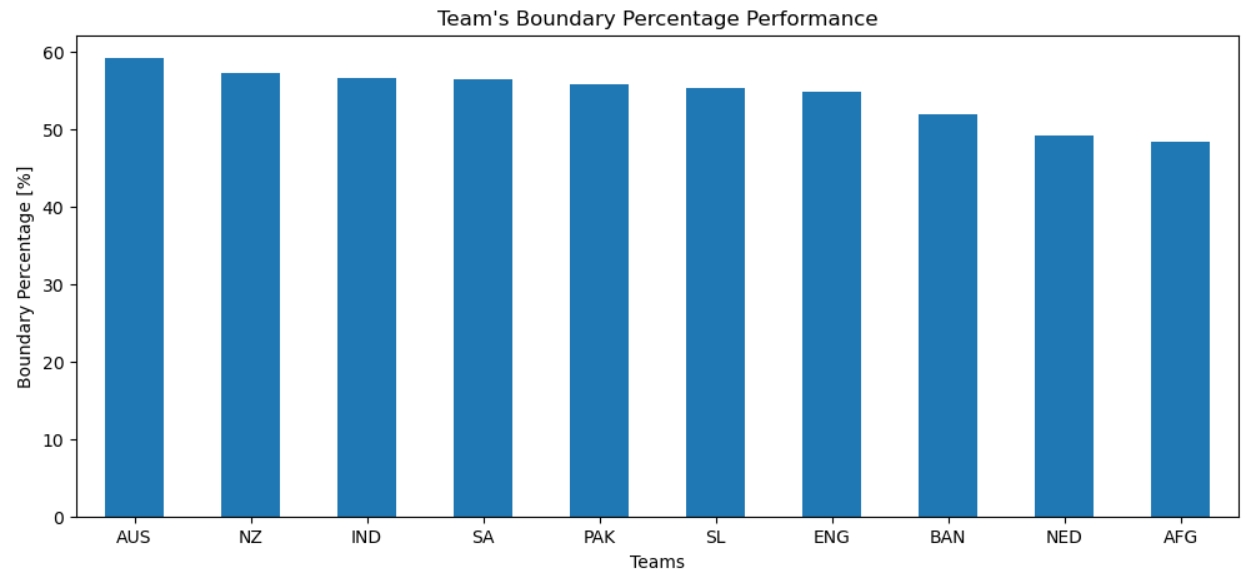 Team's Boundary Percentage Performance
Boundary Percentage [%]
60
50
40
30
20
10
0
AUS NZ IND SA PAK SL ENG BAN NED AFG
Teams